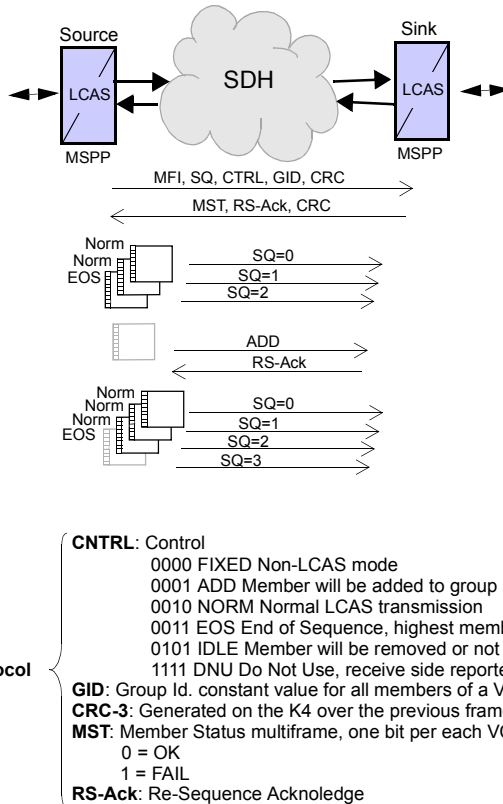 Source
Sink
LCAS
SDH
LCAS
MSPP
MSPP
MFI, SQ, CTRL, GID, CRC
MST, RS-Ack, CRC
Norm
Norm
EOS
SQ=0
SQ=1
SQ=2
ADD
RS-Ack
Norm
Norm
Norm
EOS
SQ=0
SQ=1
SQ=2
SQ=3
CNTRL: Control
0000 FIXED Non-LCAS mode
0001 ADD Member will be added to group
0010 NORM Normal LCAS transmission
0011 EOS End of Sequence, highest
0101 IDLE Member will be removed or not
1111 DNU Do Not Use, receive side
GID: Group Id. constant value for all members of a
CRC-3: Generated on the K4 over the previous
MST: Member Status multiframe, one bit per each
0 = OK
1 = FAIL
RS-Ack: Re-Sequence Acknoledge